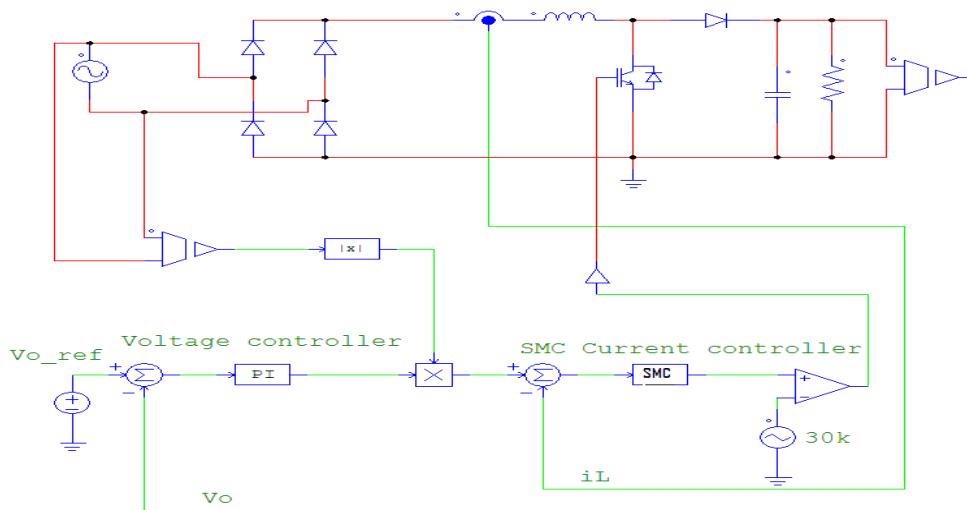 |x|
Voltage controller
SMC Current controller
Vo_ref
+
Σ
−
PI
+
Σ
−
SMC
+
−
30k
iL
Vo